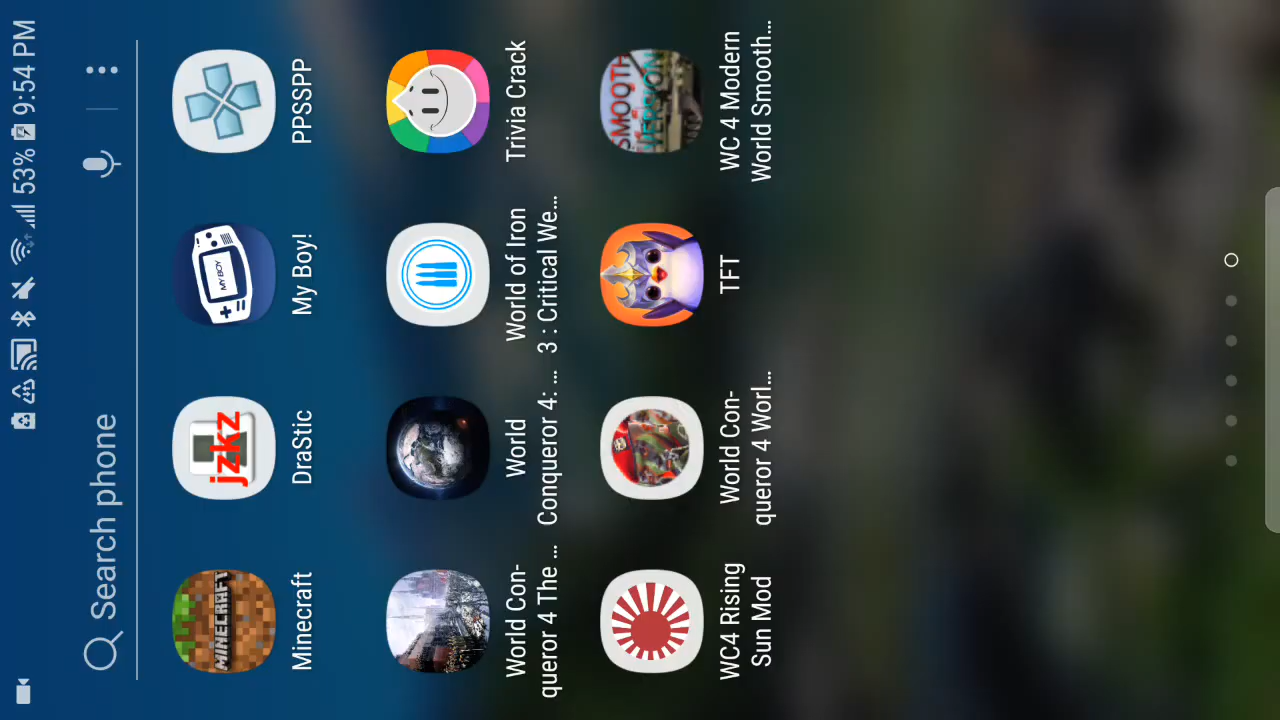 53% 9:54 PM
Search phone
MINECRAFT
jzkz
MY BOY
Minecraft
DraStic
My Boy!
PPSSPP
World Con-
queror 4 The ...
World
Conqueror 4: ...
World of Iron
3 : Critical We...
Trivia Crack
SMOOTH
VERSION
WC4 Rising
Sun Mod
World Con-
queror 4 Worl...
TFT
WC 4 Modern
World Smooth...